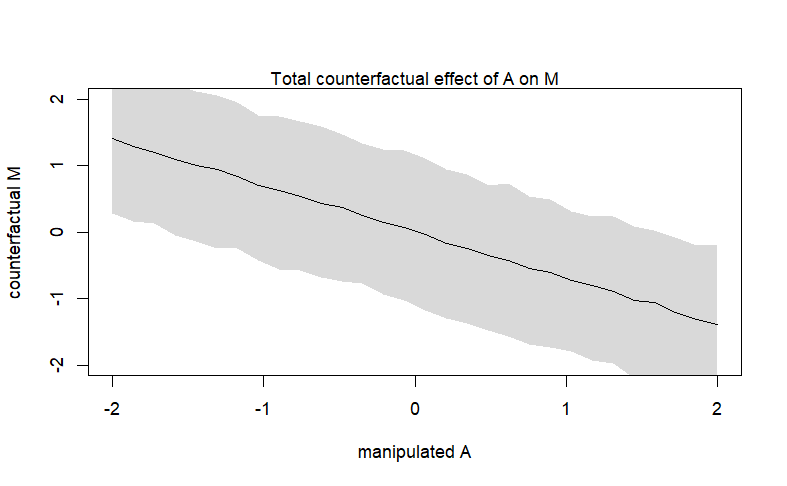 Total counterfactual effect of A on M
counterfactual M
2
1
0
-1
-2
-2 -1 0 1 2
manipulated A